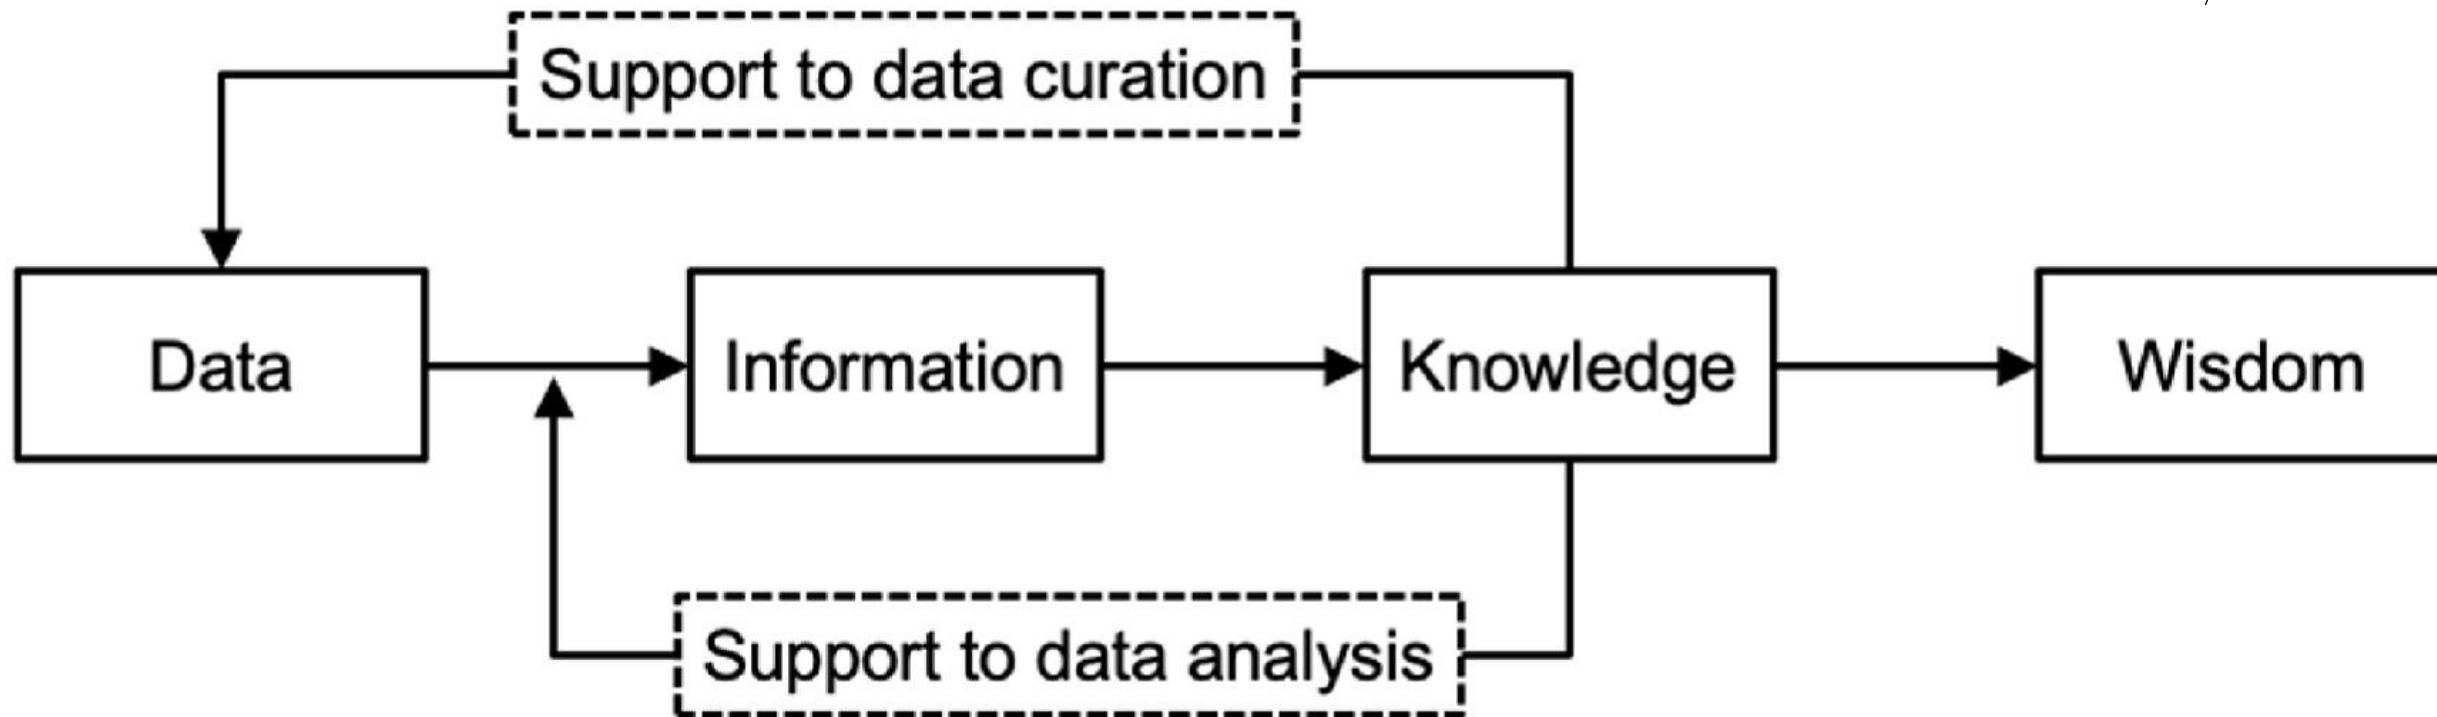 Support to data curation
Data
Information
Knowledge
Wisdom
Support to data analysis